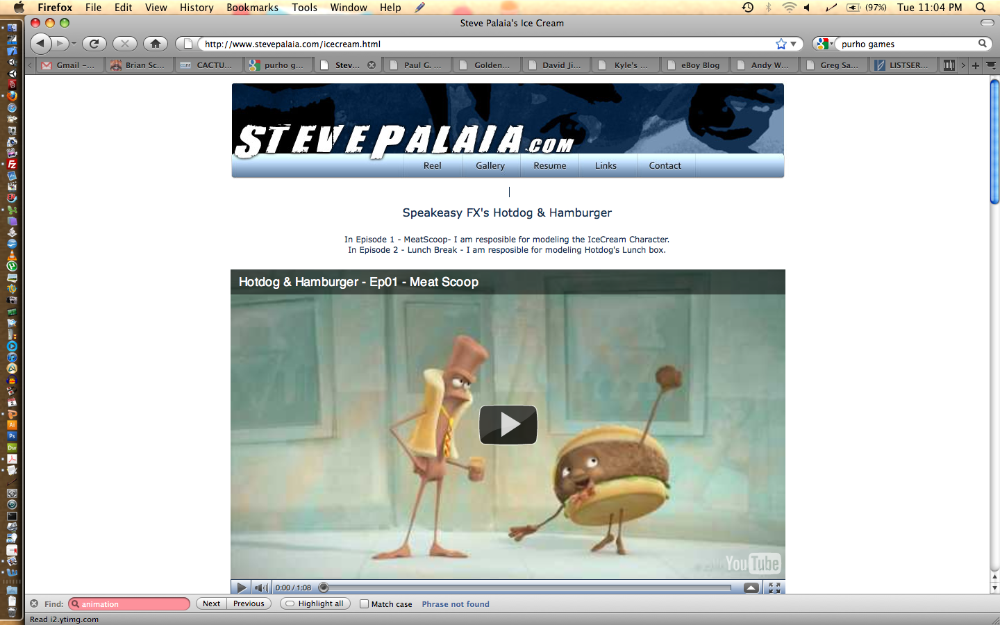 Firefox File Edit View History Bookmarks Tools Window Help (97%) Tue 11:04 PM
Steve Palaia's Ice Cream
http://www.stevepalaia.com/icecream.html purho games
Gmail –... Brian Sc... CACTU... purho g... Stev... Paul G. ... Golden... David Ji... Kyle's ... eBoy Blog Andy W... Greg Sa... LISTSER...
STEVEPALAIA.COM
Reel Gallery Resume Links Contact
Speakeasy FX's Hotdog & Hamburger
In Episode 1 - MeatScoop- I am resposible for modeling the IceCream Character.
In Episode 2 - Lunch Break - I am resposible for modeling Hotdog's Lunch box.
Hotdog & Hamburger - Ep01 - Meat Scoop
YouTube
0:00 / 1:08
Find: animation Next Previous Highlight all Match case Phrase not found
Read i2.ytimg.com
Fz
2
Ai
Ps
Dw